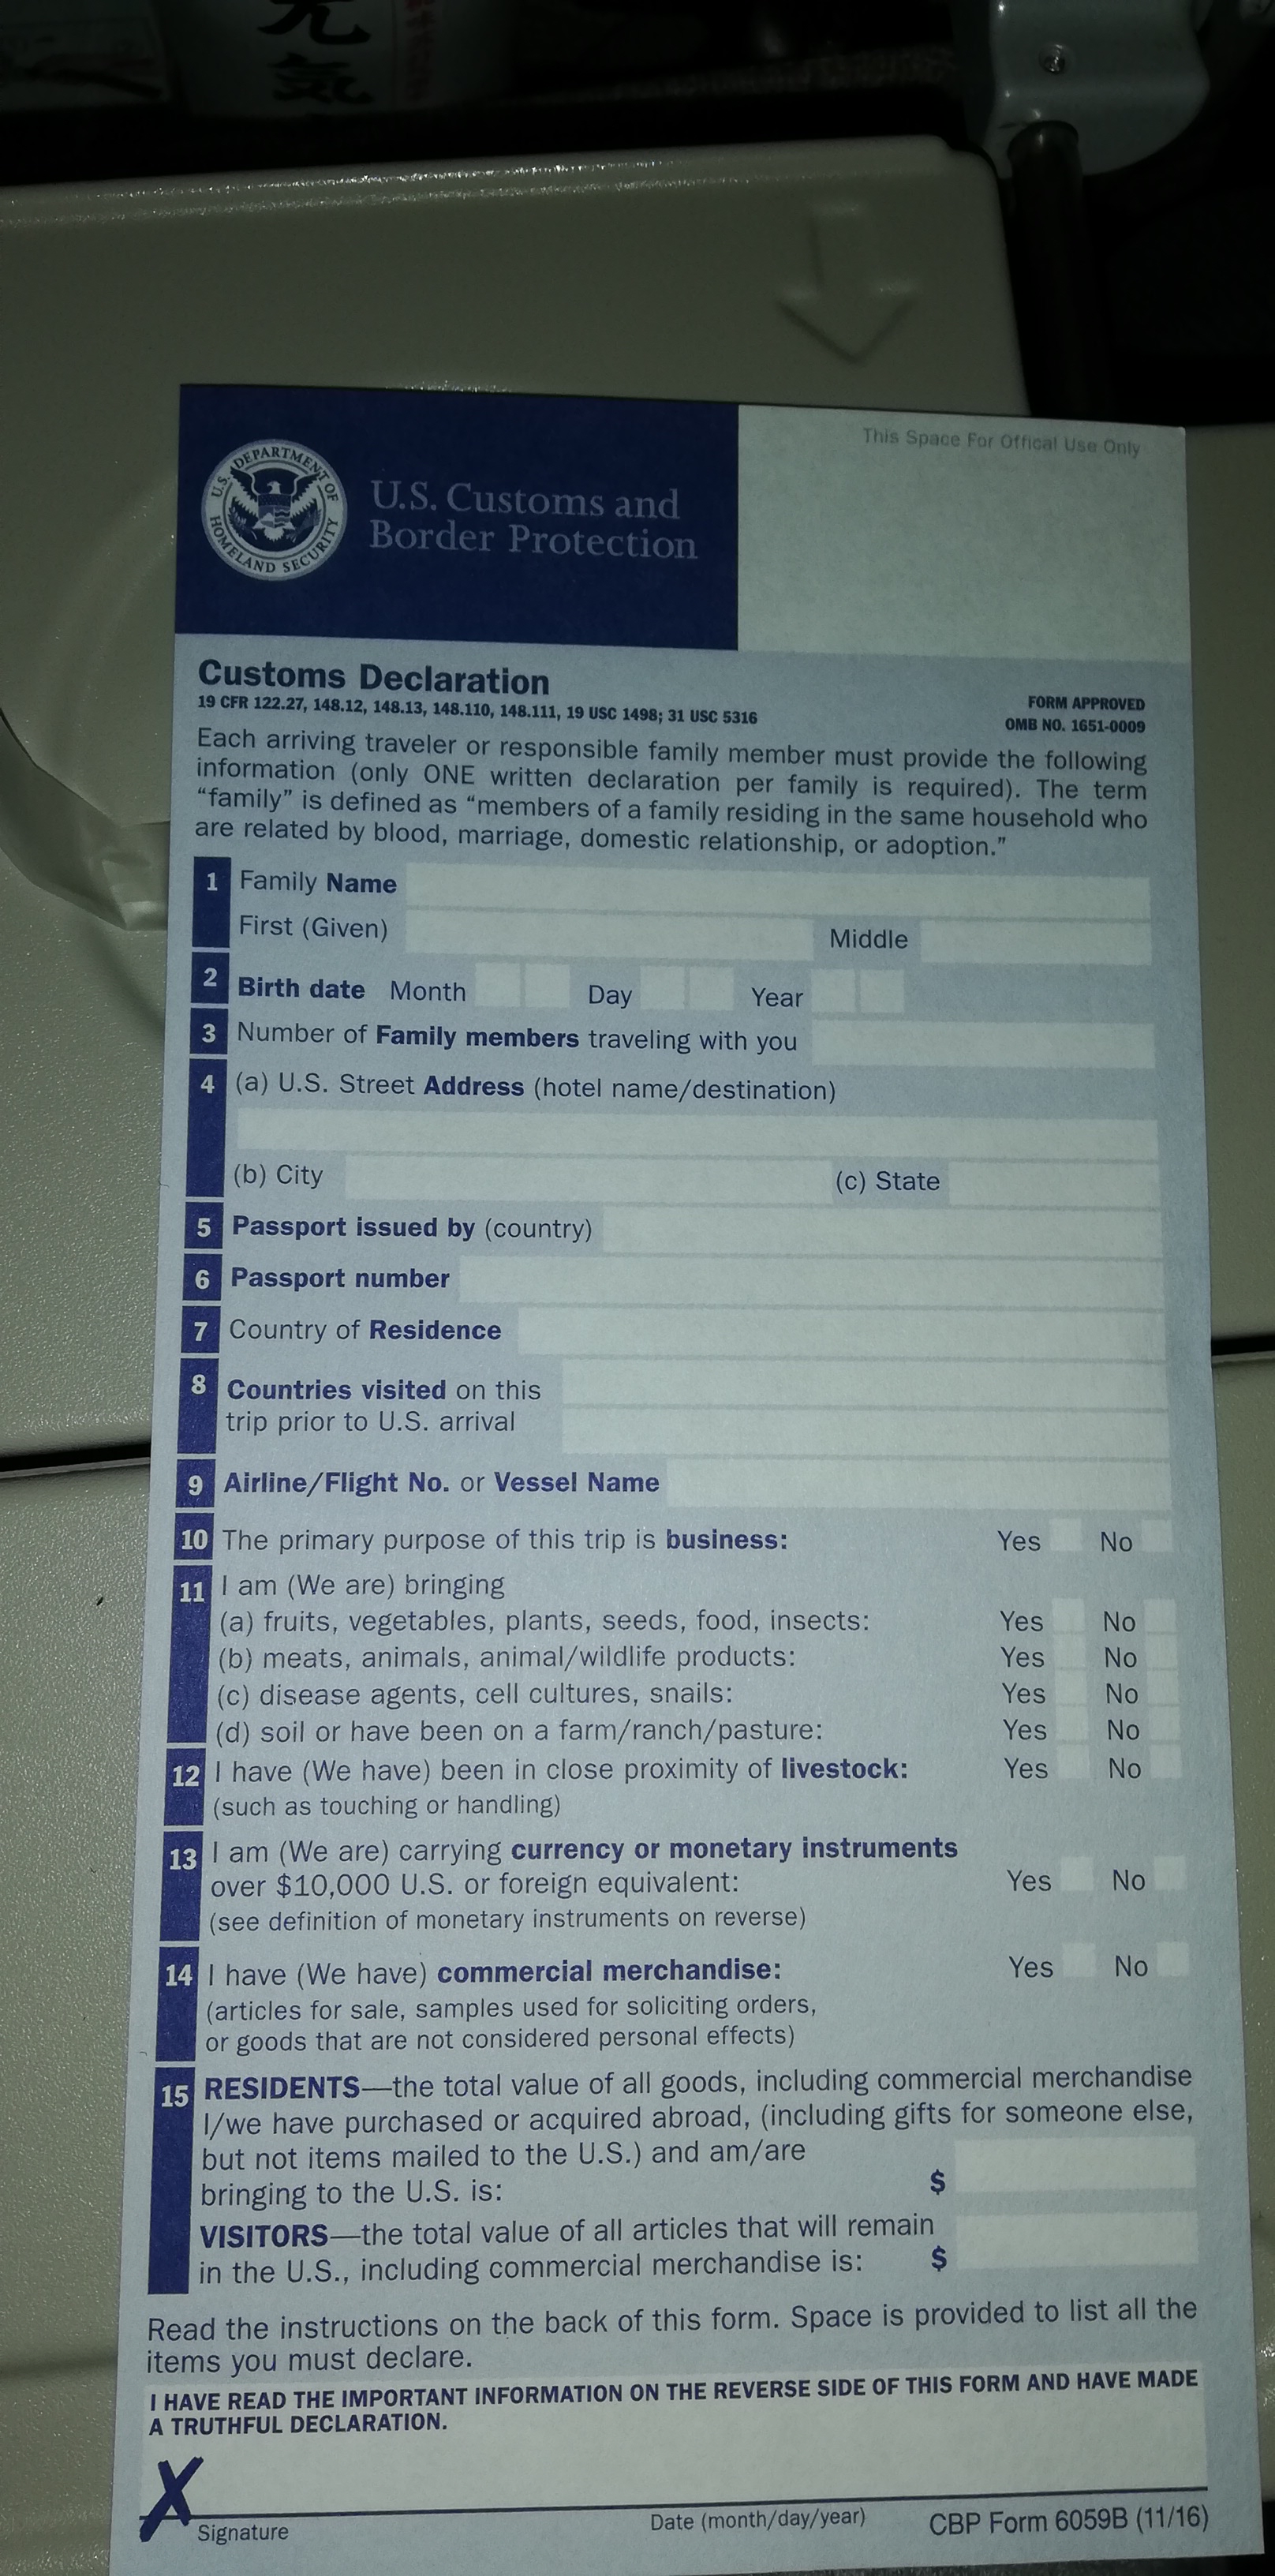 元
気
U.S. DEPARTMENT OF
HOMELAND SECURITY
U.S. Customs and
Border Protection
This Space For Offical Use Only
Customs Declaration
19 CFR 122.27, 148.12, 148.13, 148.110, 148.111, 19 USC 1498; 31 USC 5316
FORM APPROVED
OMB NO. 1651-0009
Each arriving traveler or responsible family member must provide the following
information (only ONE written declaration per family is required). The term
“family” is defined as “members of a family residing in the same household who
are related by blood, marriage, domestic relationship, or adoption.”
1 Family Name
First (Given) Middle
2 Birth date Month Day Year
3 Number of Family members traveling with you
4 (a) U.S. Street Address (hotel name/destination)
(b) City (c) State
5 Passport issued by (country)
6 Passport number
7 Country of Residence
8 Countries visited on this
trip prior to U.S. arrival
9 Airline/Flight No. or Vessel Name
10 The primary purpose of this trip is business: Yes No
11 I am (We are) bringing
(a) fruits, vegetables, plants, seeds, food, insects: Yes No
(b) meats, animals, animal/wildlife products: Yes No
(c) disease agents, cell cultures, snails: Yes No
(d) soil or have been on a farm/ranch/pasture: Yes No
12 I have (We have) been in close proximity of livestock: Yes No
(such as touching or handling)
13 I am (We are) carrying currency or monetary instruments
over $10,000 U.S. or foreign equivalent: Yes No
(see definition of monetary instruments on reverse)
14 I have (We have) commercial merchandise: Yes No
(articles for sale, samples used for soliciting orders,
or goods that are not considered personal effects)
15 RESIDENTS—the total value of all goods, including commercial merchandise
I/we have purchased or acquired abroad, (including gifts for someone else,
but not items mailed to the U.S.) and am/are
bringing to the U.S. is: $
VISITORS—the total value of all articles that will remain
in the U.S., including commercial merchandise is: $
Read the instructions on the back of this form. Space is provided to list all the
items you must declare.
I HAVE READ THE IMPORTANT INFORMATION ON THE REVERSE SIDE OF THIS FORM AND HAVE MADE
A TRUTHFUL DECLARATION.
X
Signature Date (month/day/year) CBP Form 6059B (11/16)